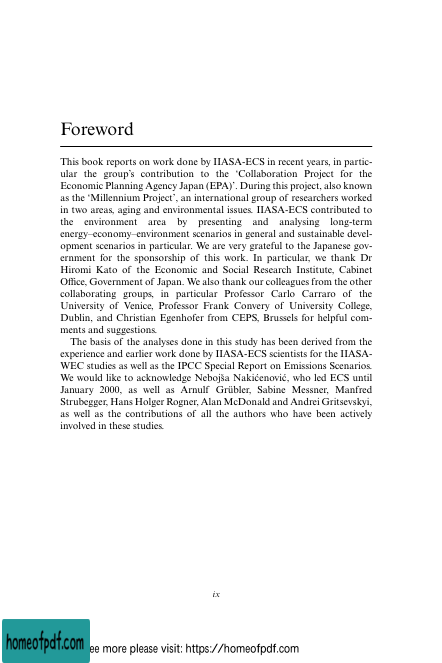 Foreword
This book reports on work done by IIASA-ECS in recent years, in partic-
ular the group's contribution to the ‘Collaboration Project for the
Economic Planning Agency Japan (EPA)’. During this project, also known
as the ‘Millennium Project’, an international group of researchers worked
in two areas, aging and environmental issues. IIASA-ECS contributed to
the environment area by presenting and analysing long-term
energy–economy–environment scenarios in general and sustainable devel-
opment scenarios in particular. We are very grateful to the Japanese gov-
ernment for the sponsorship of this work. In particular, we thank Dr
Hiromi Kato of the Economic and Social Research Institute, Cabinet
Office, Government of Japan. We also thank our colleagues from the other
collaborating groups, in particular Professor Carlo Carraro of the
University of Venice, Professor Frank Convery of University College,
Dublin, and Christian Egenhofer from CEPS, Brussels for helpful com-
ments and suggestions.
The basis of the analyses done in this study has been derived from the
experience and earlier work done by IIASA-ECS scientists for the IIASA-
WEC studies as well as the IPCC Special Report on Emissions Scenarios.
We would like to acknowledge Nebojša Nakićenović, who led ECS until
January 2000, as well as Arnulf Grübler, Sabine Messner, Manfred
Strubegger, Hans Holger Rogner, Alan McDonald and Andrei Gritsevskyi,
as well as the contributions of all the authors who have been actively
involved in these studies.
ix
homeofpdf.com
ee more please visit: https://homeofpdf.com